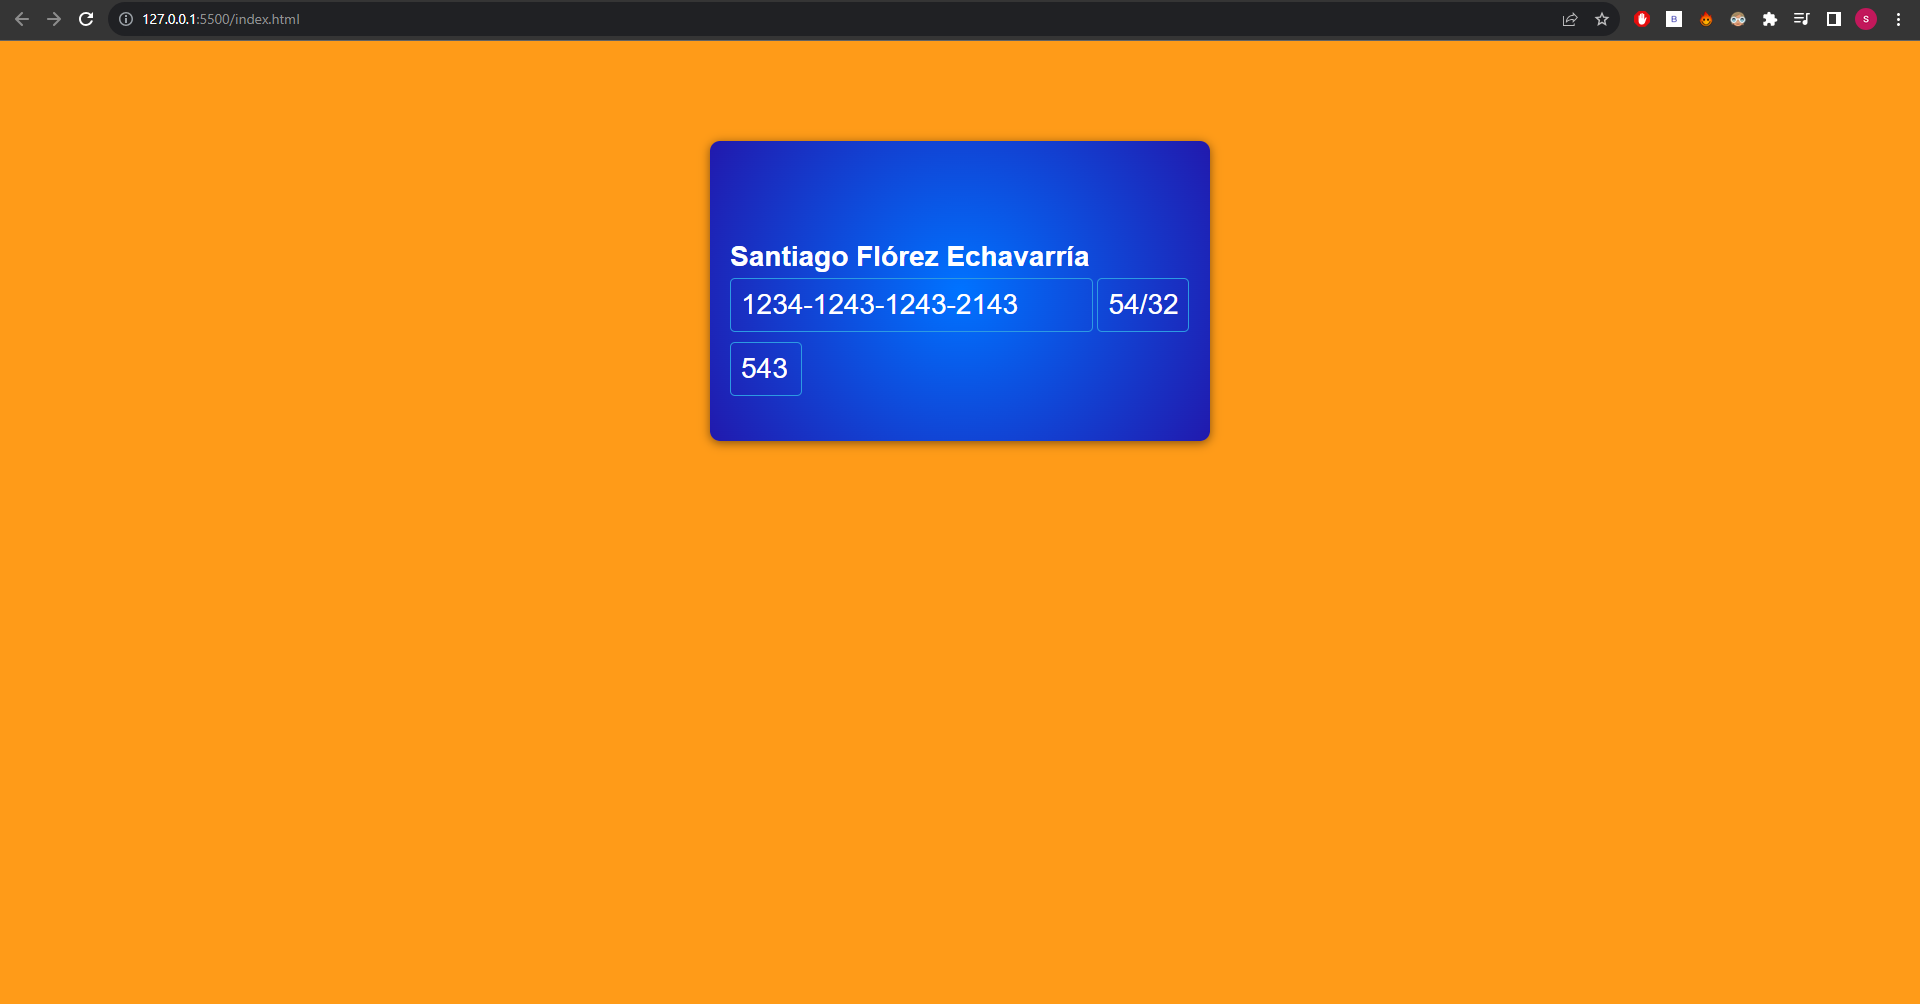 127.0.0.1:5500/index.html
B
S
Santiago Flórez Echavarría
1234-1243-1243-2143 54/32
543